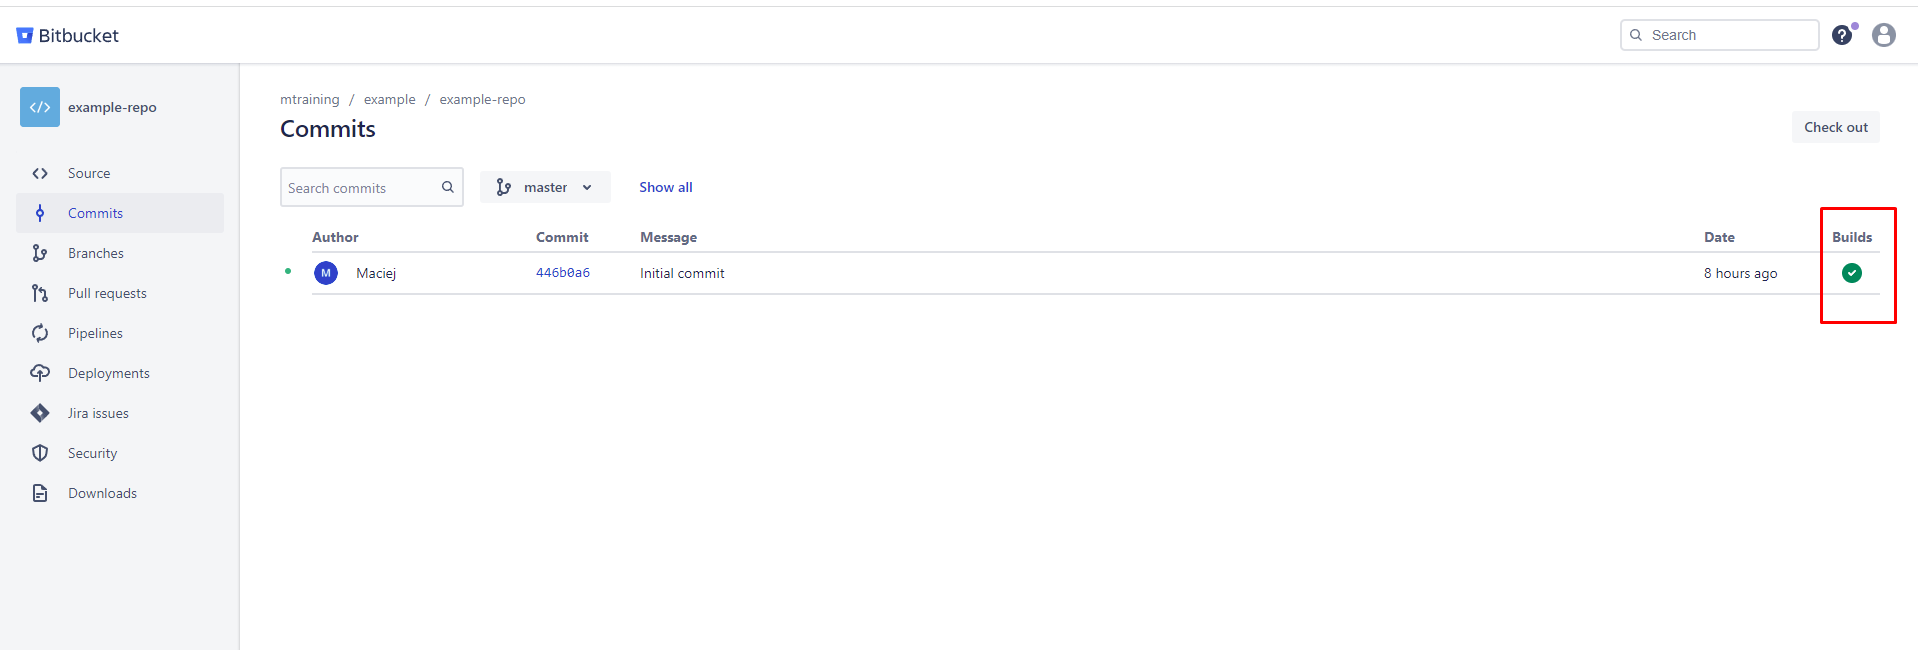 Bitbucket
Search
?
</> example-repo
Source
Commits
Branches
Pull requests
Pipelines
Deployments
Jira issues
Security
Downloads
mtraining / example / example-repo
Commits
Check out
Search commits
master
Show all
Author Commit Message Date Builds
M Maciej 446b0a6 Initial commit 8 hours ago